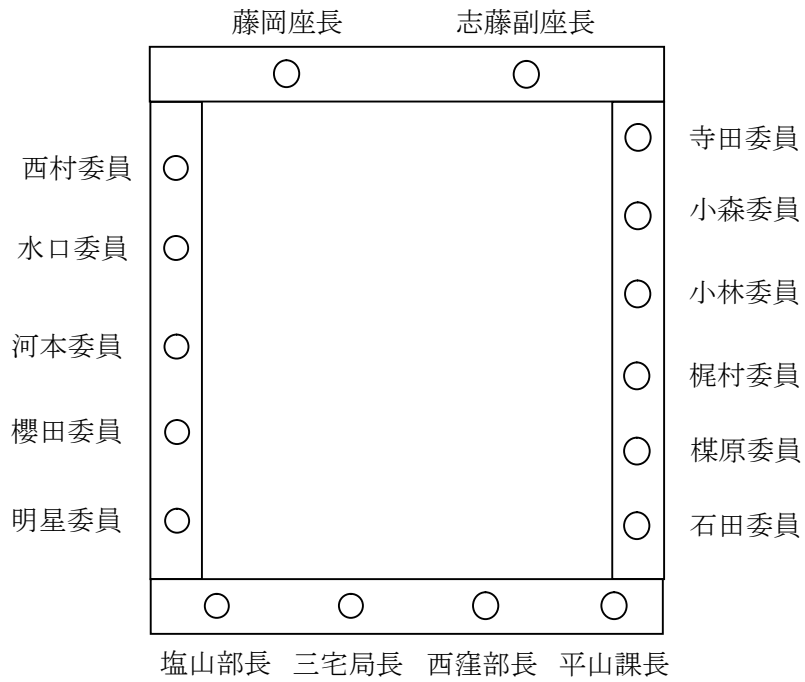 藤岡座長 志藤副座長
寺田委員
西村委員
小森委員
水口委員
小林委員
河本委員
梶村委員
櫻田委員
楳原委員
明星委員
石田委員
塩山部長 三宅局長 西窪部長 平山課長